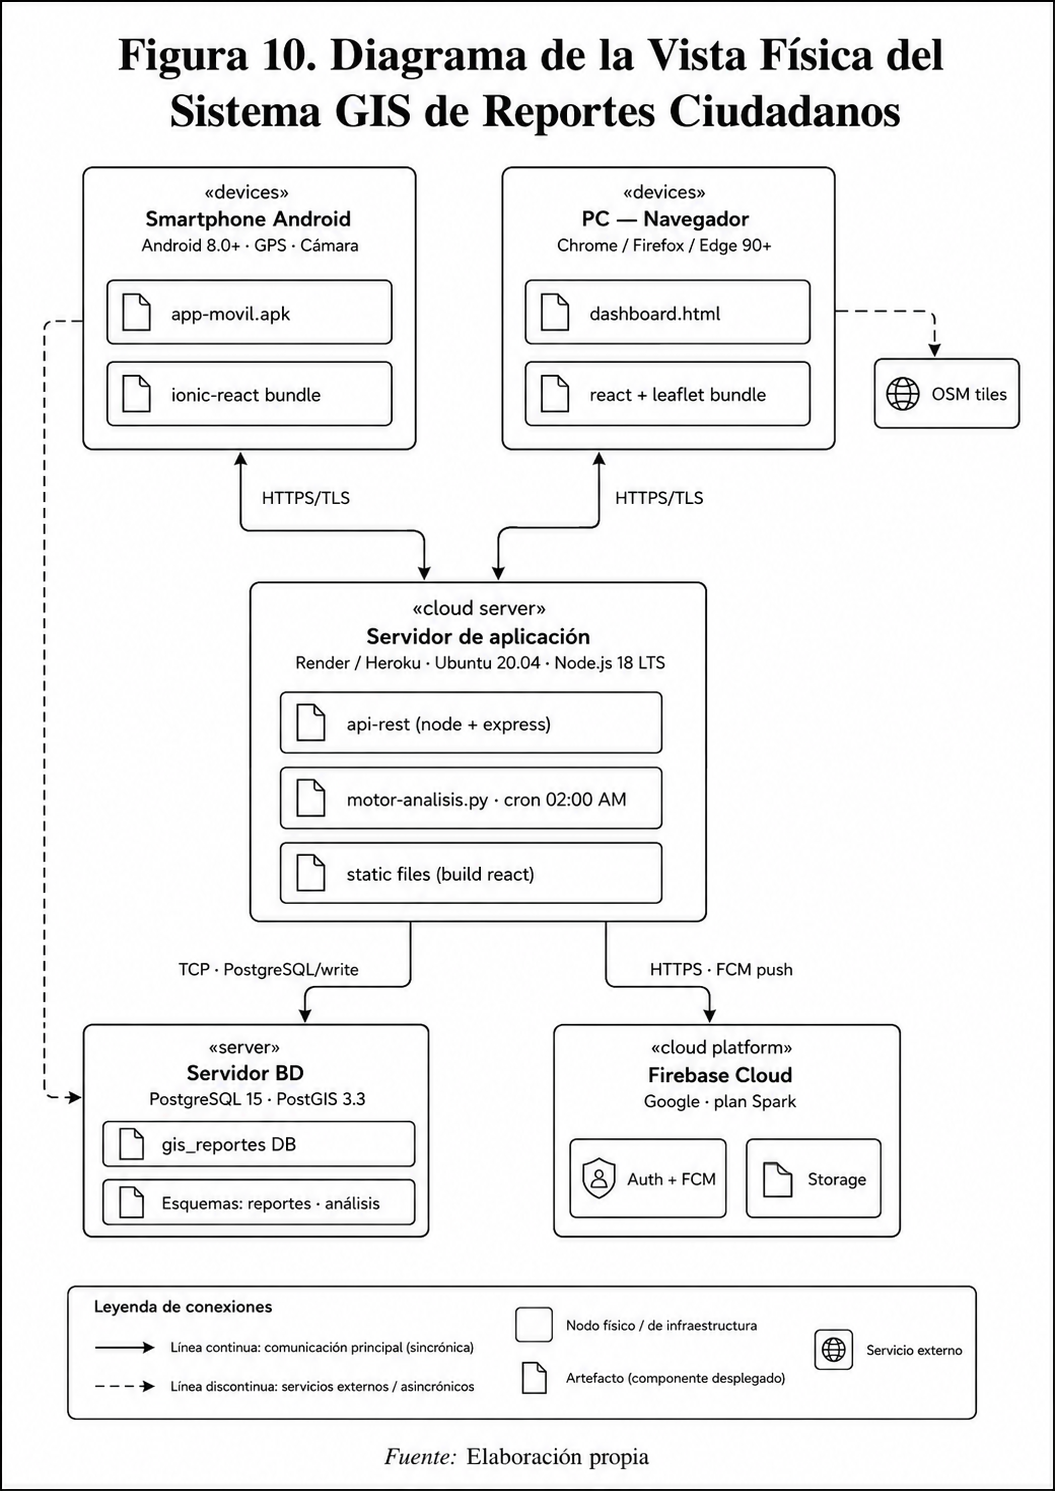 Figura 10. Diagrama de la Vista Física del
Sistema GIS de Reportes Ciudadanos
«devices»
Smartphone Android
Android 8.0+ · GPS · Cámara
app-movil.apk
ionic-react bundle
«devices»
PC — Navegador
Chrome / Firefox / Edge 90+
dashboard.html
react + leaflet bundle
OSM tiles
HTTPS/TLS
HTTPS/TLS
«cloud server»
Servidor de aplicación
Render / Heroku · Ubuntu 20.04 · Node.js 18 LTS
api-rest (node + express)
motor-analisis.py · cron 02:00 AM
static files (build react)
TCP · PostgreSQL/write
HTTPS · FCM push
«server»
Servidor BD
PostgreSQL 15 · PostGIS 3.3
gis_reportes DB
Esquemas: reportes · análisis
«cloud platform»
Firebase Cloud
Google · plan Spark
Auth + FCM
Storage
Leyenda de conexiones
Línea continua: comunicación principal (sincrónica)
Línea discontinua: servicios externos / asincrónicos
Nodo físico / de infraestructura
Artefacto (componente desplegado)
Servicio externo
Fuente: Elaboración propia